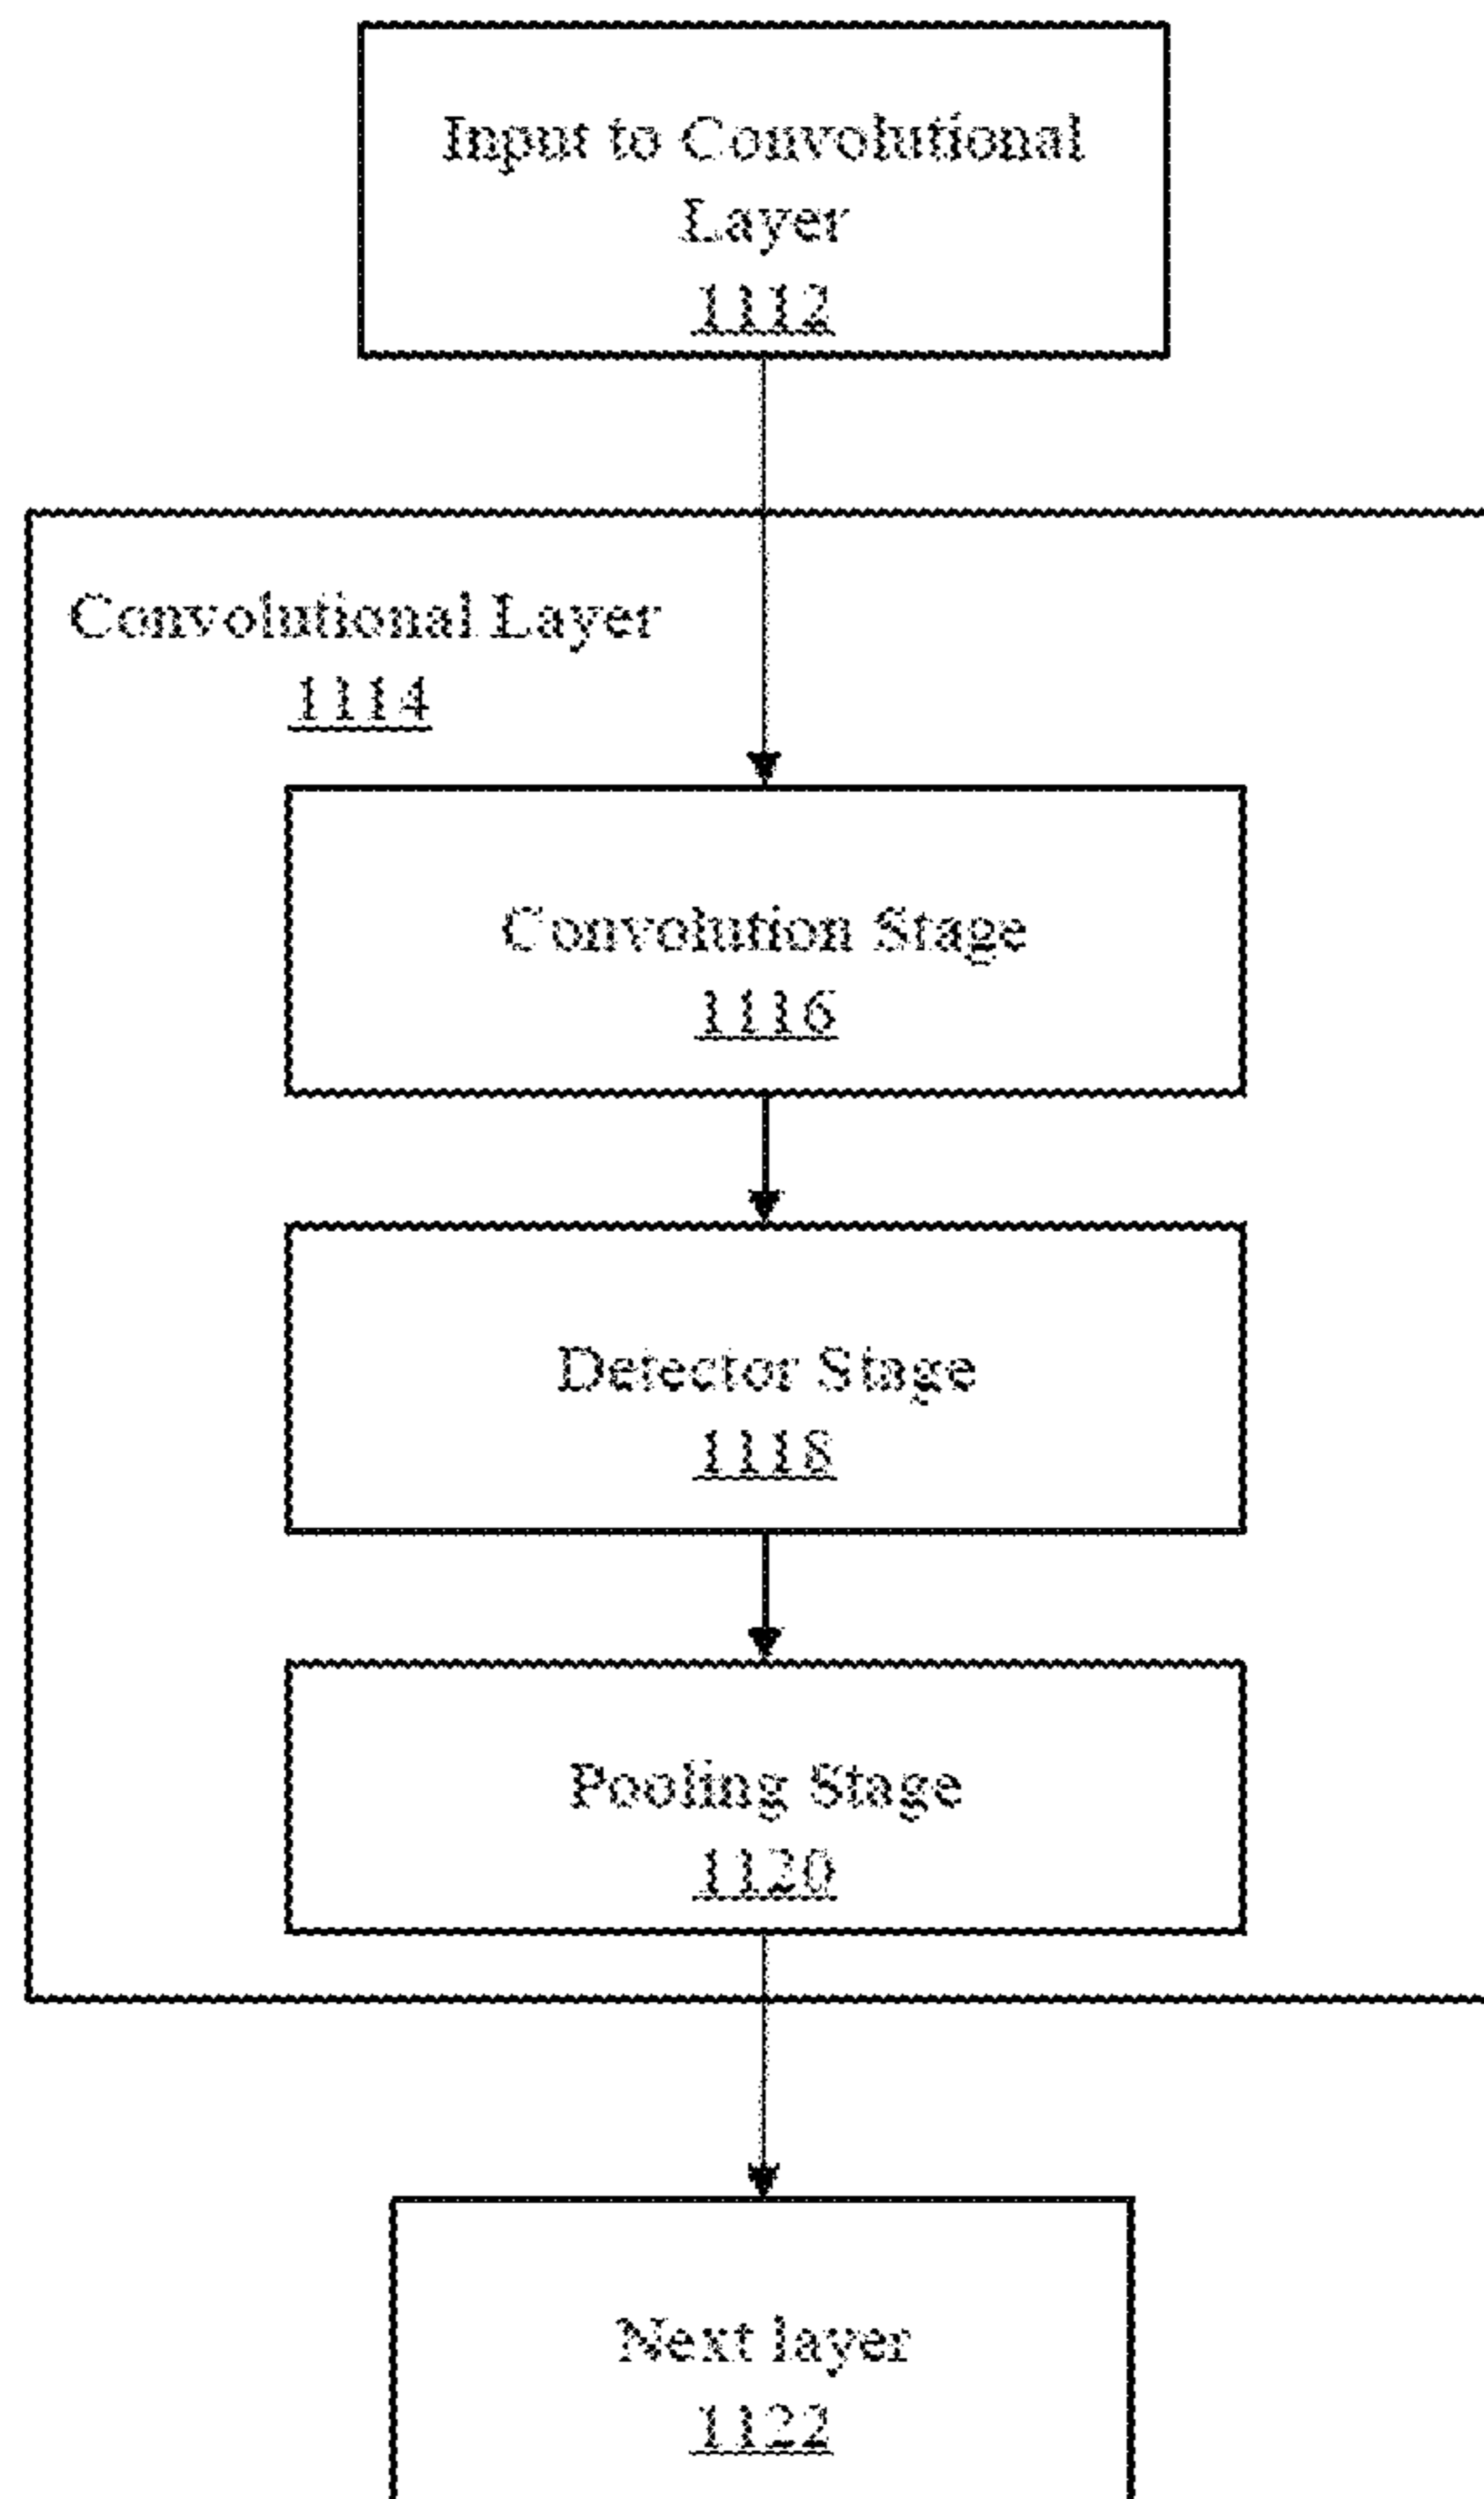 Input to Convolutional
Layer
1112
Convolutional Layer
1114
Convolution Stage
1116
Detector Stage
1118
Pooling Stage
1120
Next layer
1122